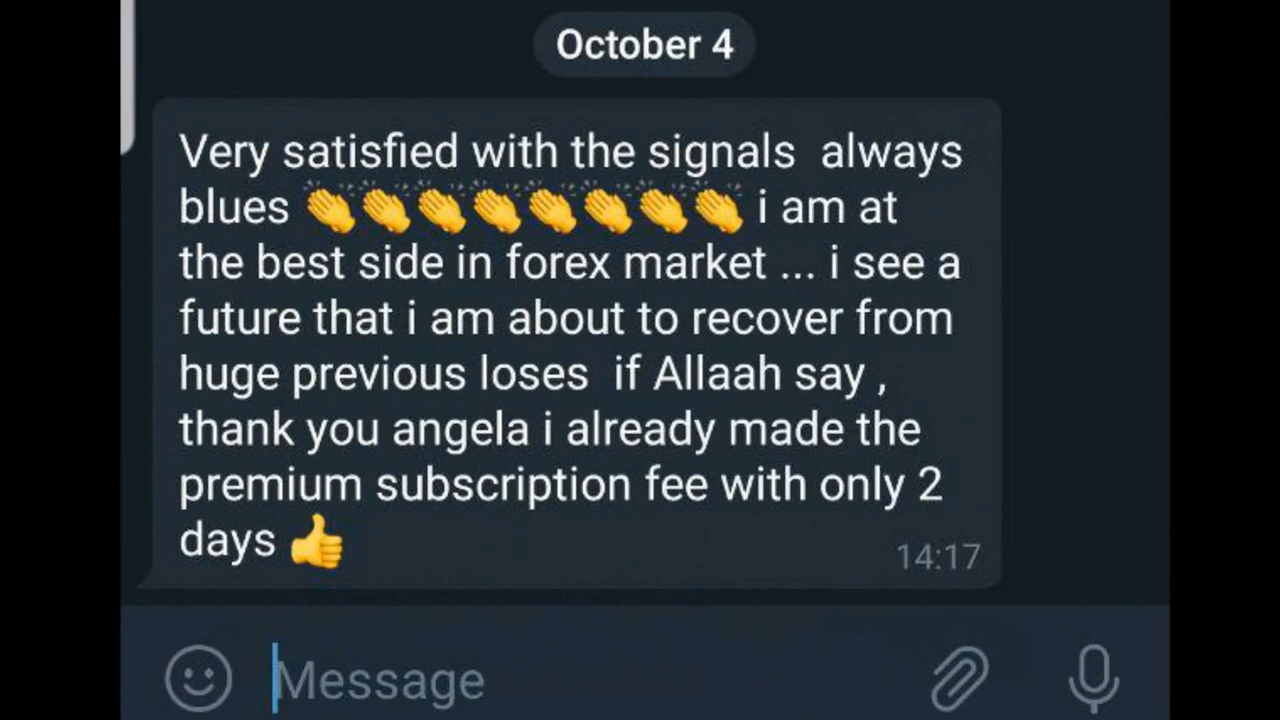 October 4
Very satisfied with the signals  always
blues 👏👏👏👏👏👏👏👏 i am at
the best side in forex market ... i see a
future that i am about to recover from
huge previous loses  if Allaah say ,
thank you angela i already made the
premium subscription fee with only 2
days 👍
14:17
Message